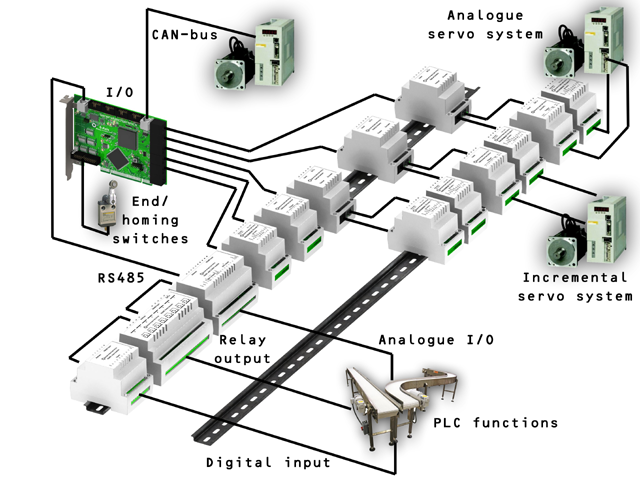 CAN-bus
Analogue
servo system
I/O
End/
homing
switches
RS485
Incremental
servo system
Relay
output
Analogue I/O
PLC functions
Digital input